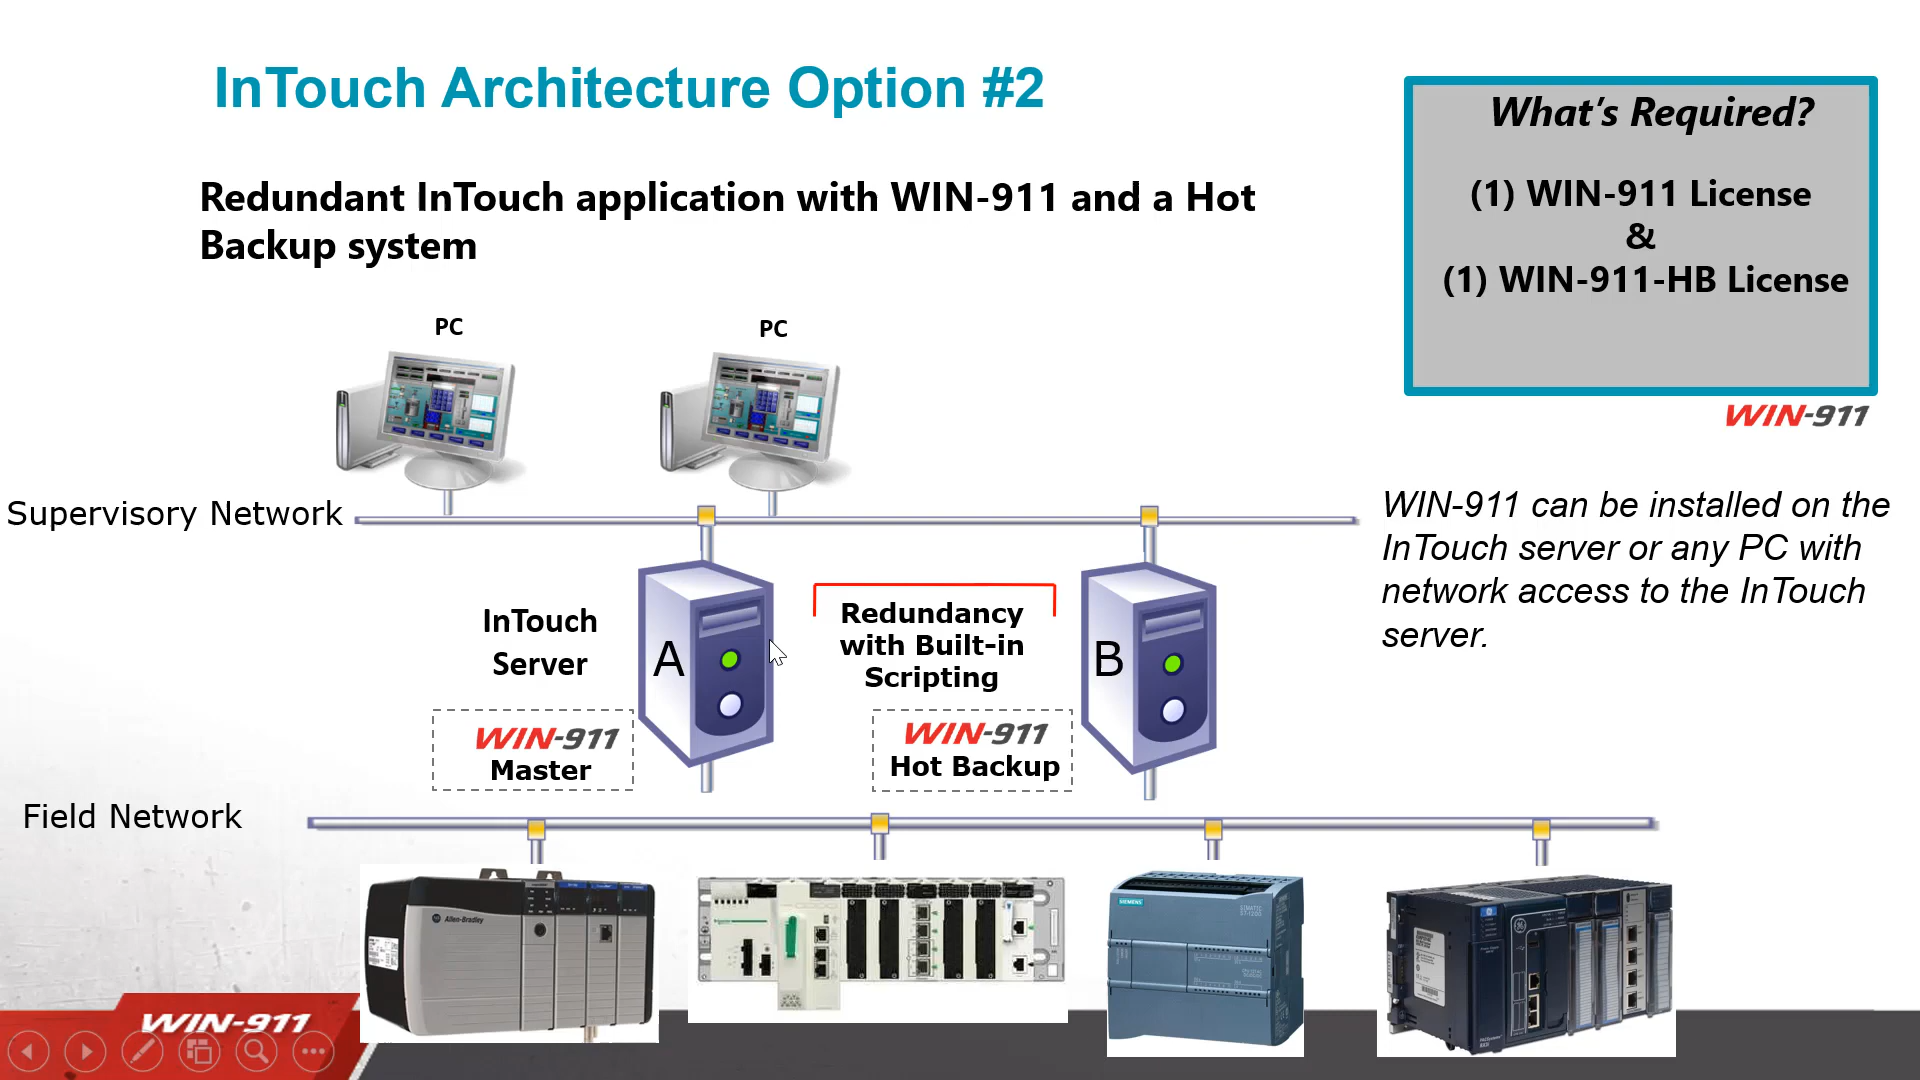 InTouch Architecture Option #2
What's Required?
(1) WIN-911 License
&
(1) WIN-911-HB License
Redundant InTouch application with WIN-911 and a Hot
Backup system
PC
PC
WIN-911
Supervisory Network
WIN-911 can be installed on the
InTouch server or any PC with
network access to the InTouch
server.
InTouch
Server
A
Redundancy
with Built-in
Scripting
B
WIN-911
Master
WIN-911
Hot Backup
Field Network
Allen-Bradley
SIEMENS
WIN-911